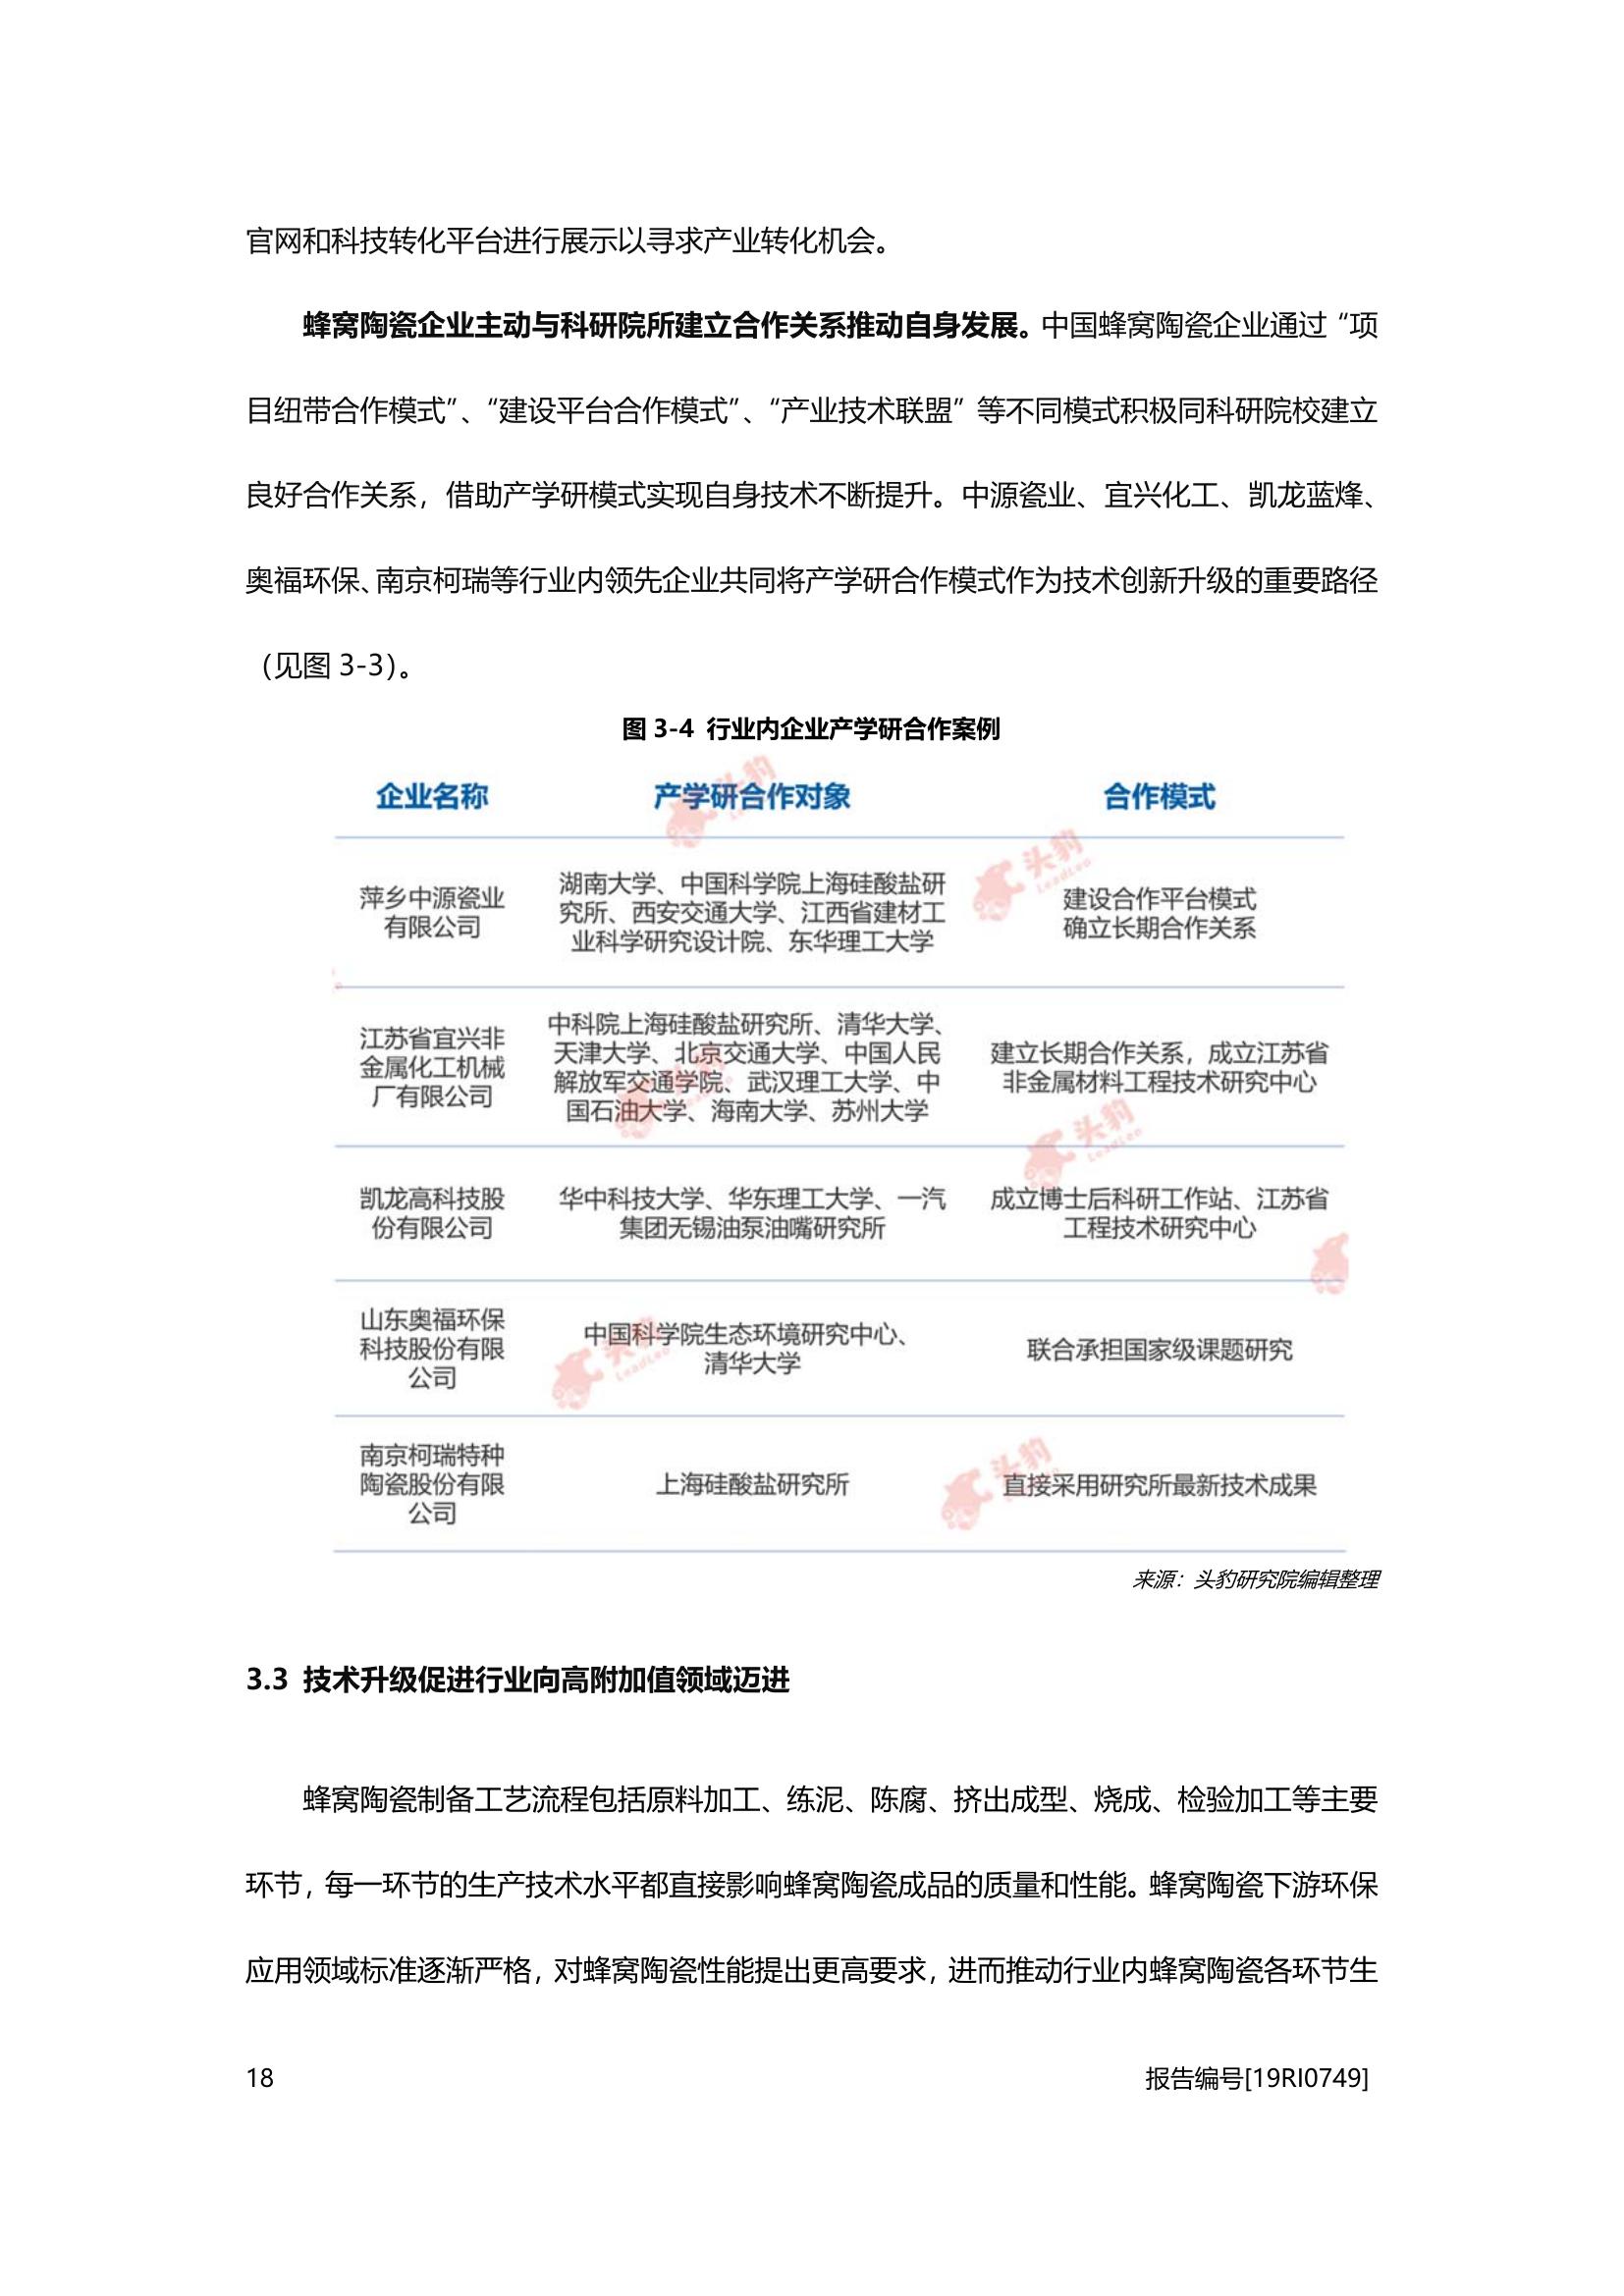 官网和科技转化平台进行展示以寻求产业转化机会。
蜂窝陶瓷企业主动与科研院所建立合作关系推动自身发展。中国蜂窝陶瓷企业通过“项
目纽带合作模式”、“建设平台合作模式”、“产业技术联盟”等不同模式积极同科研院校建立
良好合作关系，借助产学研模式实现自身技术不断提升。中源瓷业、宜兴化工、凯龙蓝烽、
奥福环保、南京柯瑞等行业内领先企业共同将产学研合作模式作为技术创新升级的重要路径
（见图 3-3）。
图 3-4 行业内企业产学研合作案例
企业名称 产学研合作对象 合作模式
萍乡中源瓷业
有限公司
湖南大学、中国科学院上海硅酸盐研
究所、西安交通大学、江西省建材工
业科学研究设计院、东华理工大学
建设合作平台模式
确立长期合作关系
江苏省宜兴非
金属化工机械
厂有限公司
中科院上海硅酸盐研究所、清华大学、
天津大学、北京交通大学、中国人民
解放军交通学院、武汉理工大学、中
国石油大学、海南大学、苏州大学
建立长期合作关系，成立江苏省
非金属材料工程技术研究中心
凯龙高科技股
份有限公司
华中科技大学、华东理工大学、一汽
集团无锡油泵油嘴研究所
成立博士后科研工作站、江苏省
工程技术研究中心
山东奥福环保
科技股份有限
公司
中国科学院生态环境研究中心、
清华大学
联合承担国家级课题研究
南京柯瑞特种
陶瓷股份有限
公司
上海硅酸盐研究所
直接采用研究所最新技术成果
来源：头豹研究院编辑整理
3.3 技术升级促进行业向高附加值领域迈进
蜂窝陶瓷制备工艺流程包括原料加工、练泥、陈腐、挤出成型、烧成、检验加工等主要
环节，每一环节的生产技术水平都直接影响蜂窝陶瓷成品的质量和性能。蜂窝陶瓷下游环保
应用领域标准逐渐严格，对蜂窝陶瓷性能提出更高要求，进而推动行业内蜂窝陶瓷各环节生
18 报告编号[19RI0749]